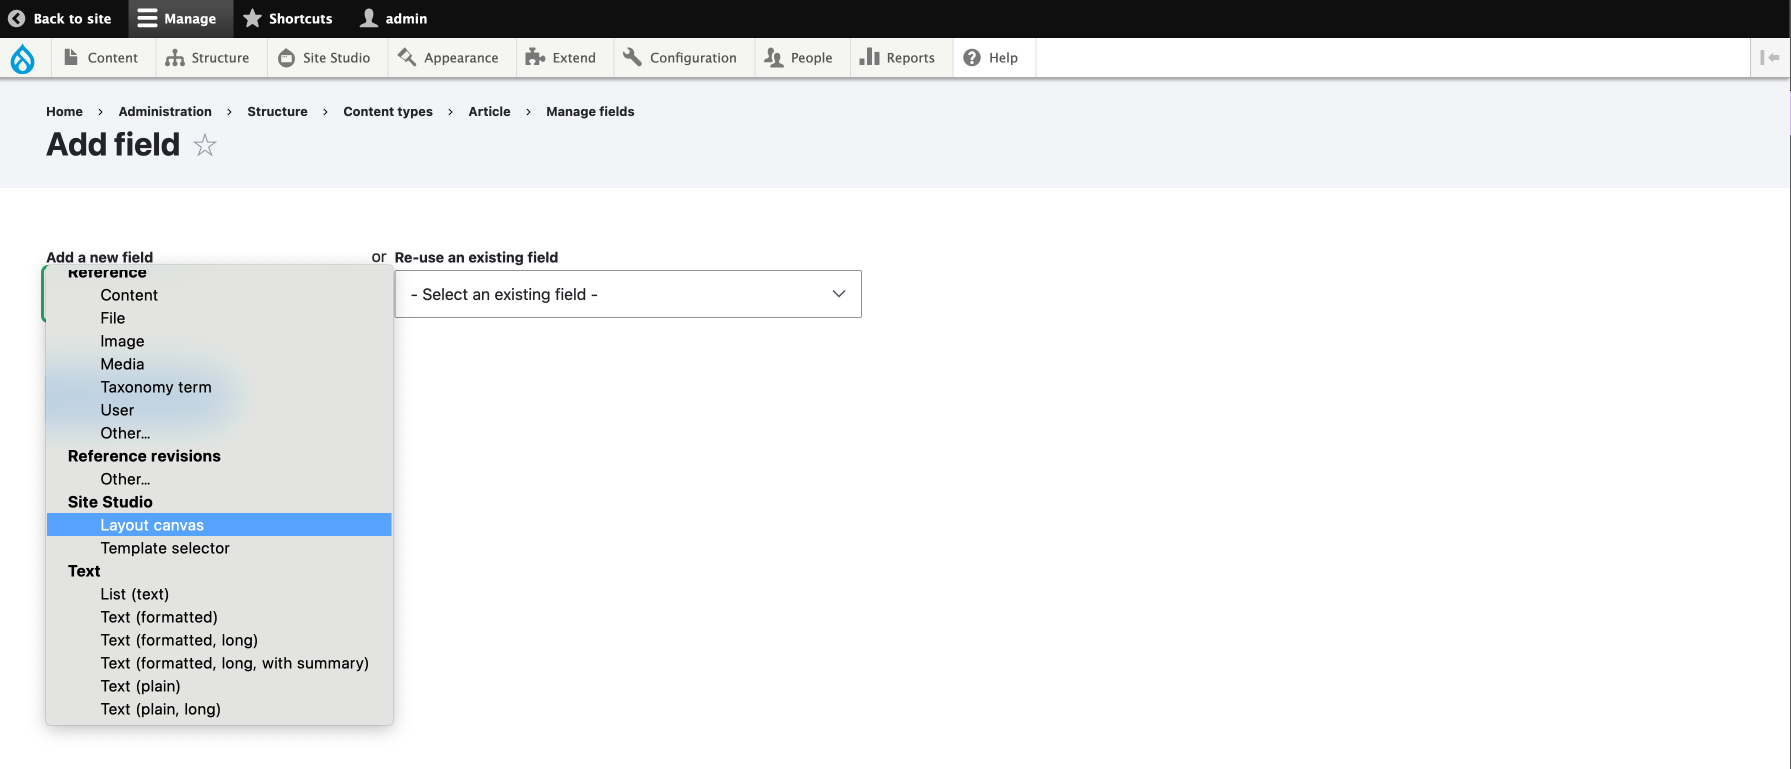 Back to site Manage Shortcuts admin
Content Structure Site Studio Appearance Extend Configuration People Reports Help
Home › Administration › Structure › Content types › Article › Manage fields
Add field
Add a new field or Re-use an existing field
Reference
- Select an existing field -
Content
File
Image
Media
Taxonomy term
User
Other...
Reference revisions
Other...
Site Studio
Layout canvas
Template selector
Text
List (text)
Text (formatted)
Text (formatted, long)
Text (formatted, long, with summary)
Text (plain)
Text (plain, long)